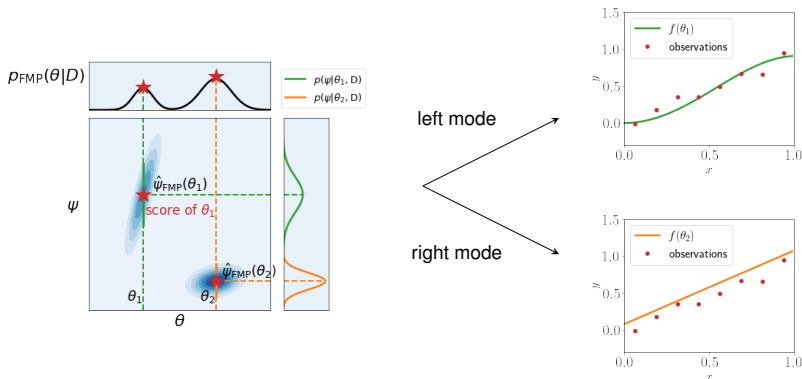 p_FMP(θ|D)
p(ψ|θ₁, D)
p(ψ|θ₂, D)
ψ
ψ̂_FMP(θ₁)
score of θ₁
ψ̂_FMP(θ₂)
θ₁
θ₂
θ
left mode
right mode
1.5
1.0
0.5
0.0
y
f(θ₁)
observations
0.0
0.5
1.0
x
1.5
1.0
0.5
0.0
y
f(θ₂)
observations
0.0
0.5
1.0
x